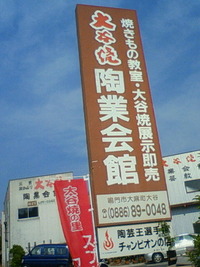 焼きもの教室・大谷焼展示即売
大谷焼
陶業会館
鳴門市大麻町大谷
☎(0886)89-0048
陶芸王選手権
チャンピオンの店
大谷焼
陶業会館
大谷焼の里
大谷焼